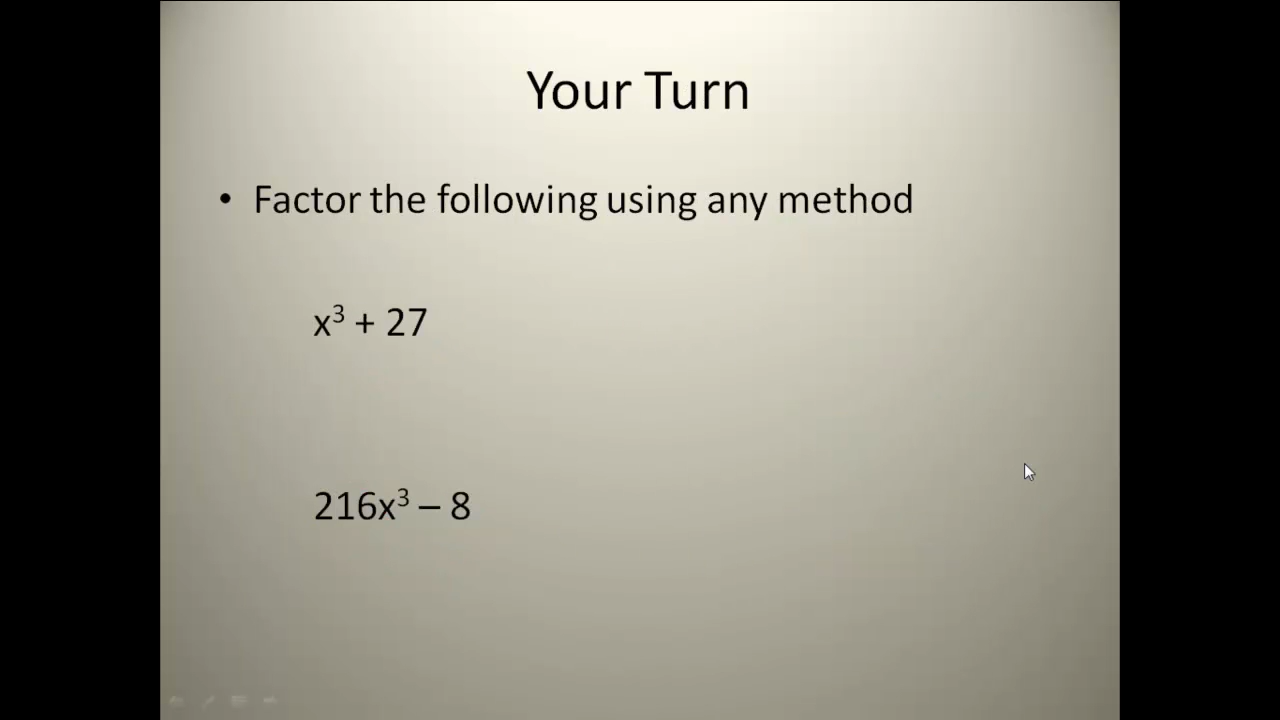 Your Turn
• Factor the following using any method
x³ + 27
216x³ – 8